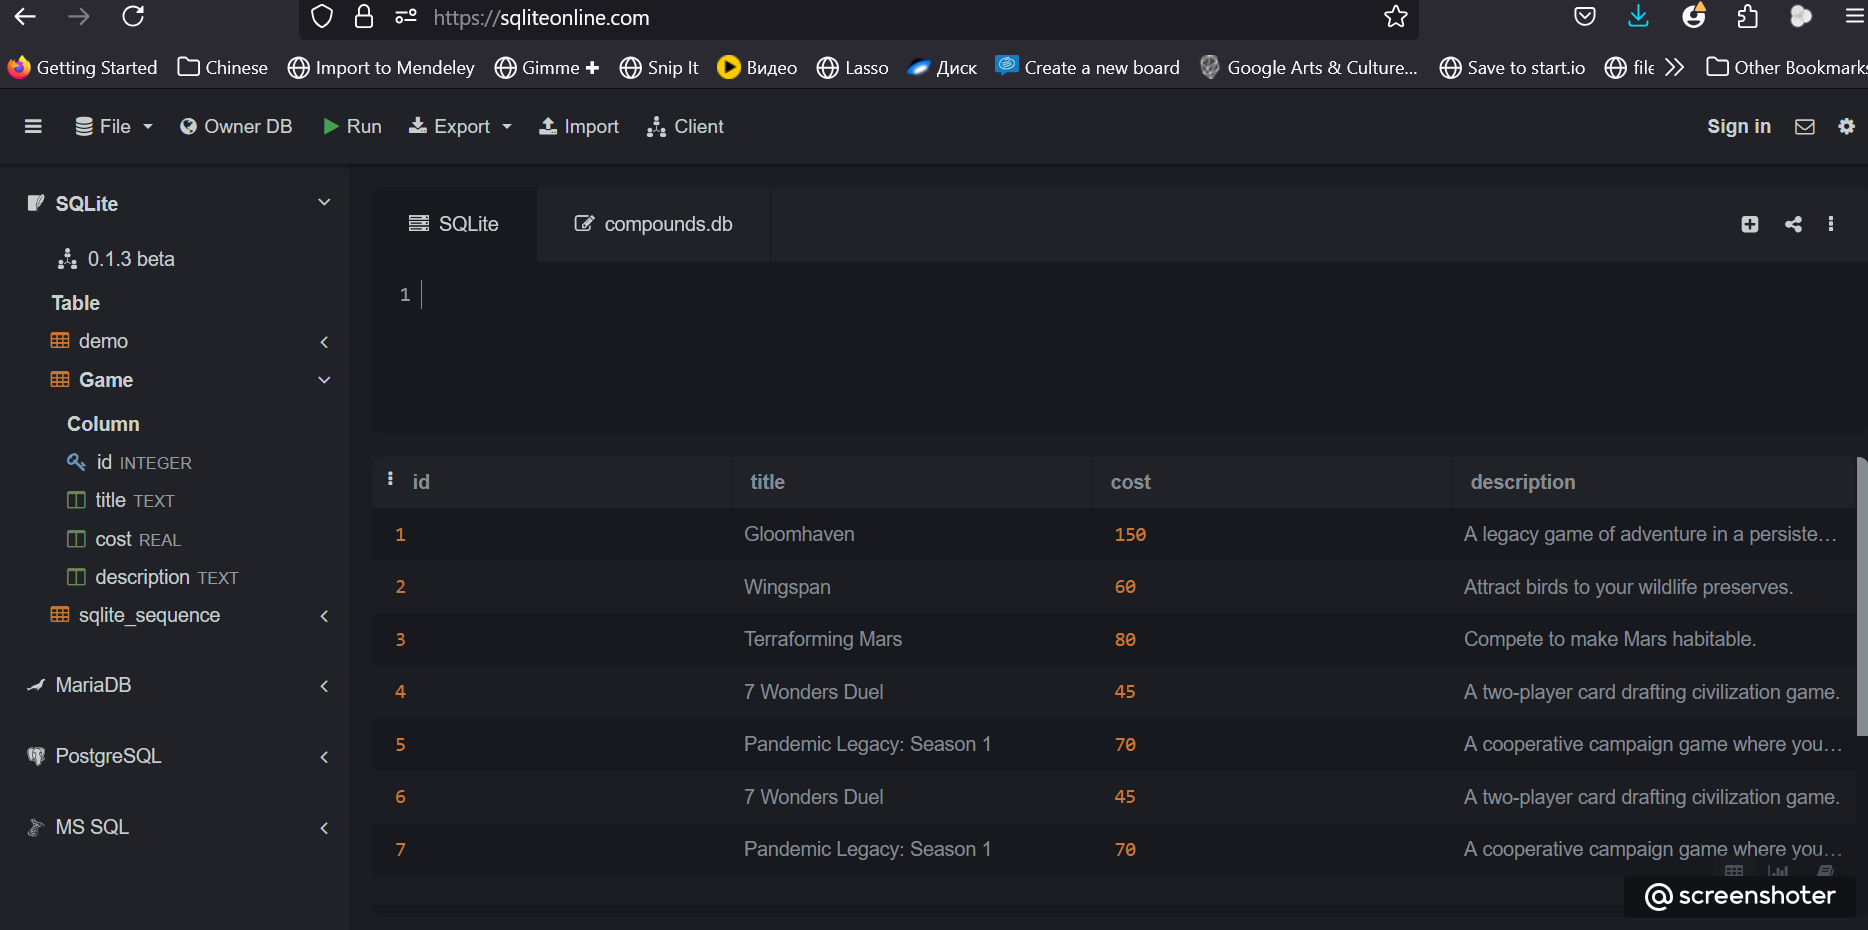 https://sqliteonline.com
Getting Started Chinese Import to Mendeley Gimme + Snip It Видео Lasso Диск Create a new board Google Arts & Culture... Save to start.io file Other Bookmarks
File Owner DB Run Export Import Client Sign in
SQLite
0.1.3 beta
Table
demo
Game
Column
id INTEGER
title TEXT
cost REAL
description TEXT
sqlite_sequence
MariaDB
PostgreSQL
MS SQL
SQLite compounds.db
1
id title cost description
1 Gloomhaven 150 A legacy game of adventure in a persiste...
2 Wingspan 60 Attract birds to your wildlife preserves.
3 Terraforming Mars 80 Compete to make Mars habitable.
4 7 Wonders Duel 45 A two-player card drafting civilization game.
5 Pandemic Legacy: Season 1 70 A cooperative campaign game where you...
6 7 Wonders Duel 45 A two-player card drafting civilization game.
7 Pandemic Legacy: Season 1 70 A cooperative campaign game where you...
@screenshoter